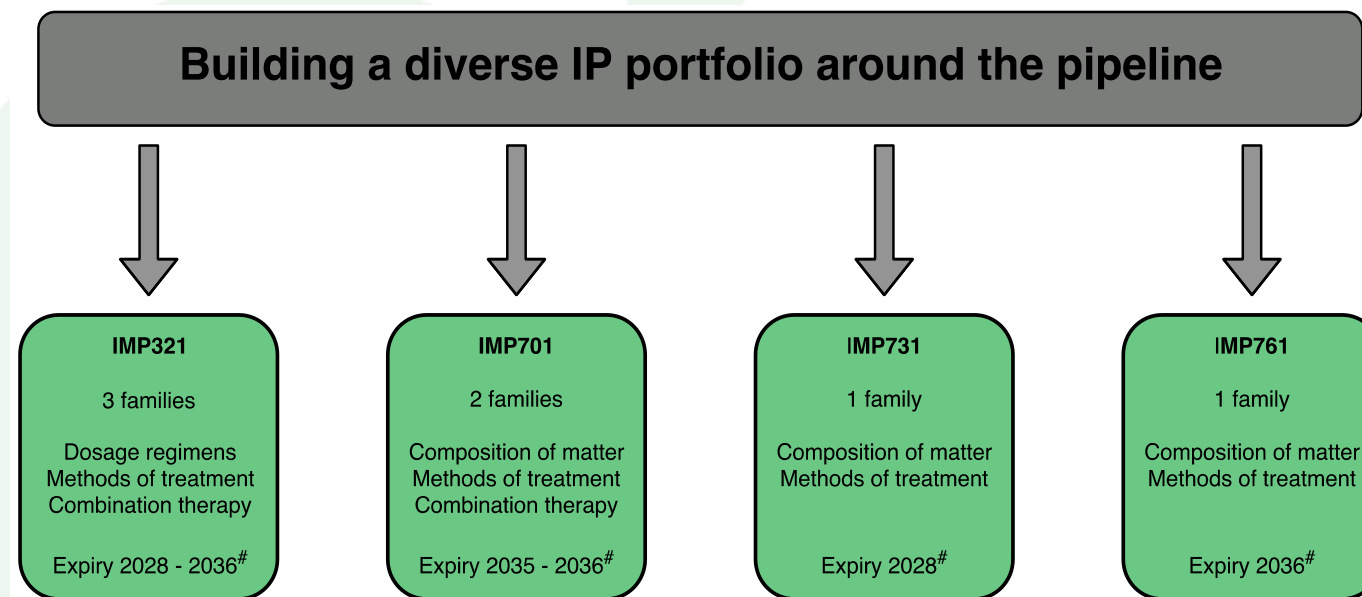 Building a diverse IP portfolio around the pipeline
IMP321
3 families
Dosage regimens
Methods of treatment
Combination therapy
Expiry 2028 - 2036#
IMP701
2 families
Composition of matter
Methods of treatment
Combination therapy
Expiry 2035 - 2036#
IMP731
1 family
Composition of matter
Methods of treatment
Expiry 2028#
IMP761
1 family
Composition of matter
Methods of treatment
Expiry 2036#